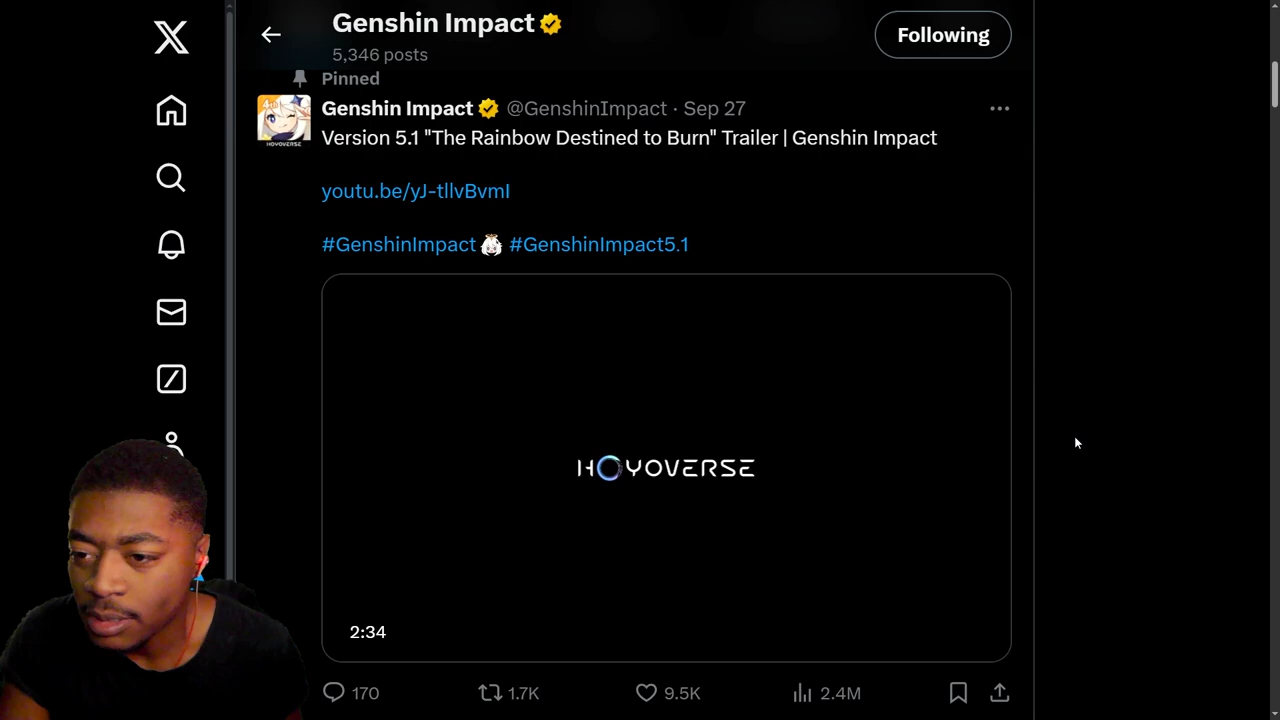 Genshin Impact
5,346 posts
Following
Pinned
Genshin Impact @GenshinImpact · Sep 27
Version 5.1 "The Rainbow Destined to Burn" Trailer | Genshin Impact
youtu.be/yJ-tllvBvmI
#GenshinImpact #GenshinImpact5.1
HOYOVERSE
2:34
170 1.7K 9.5K 2.4M